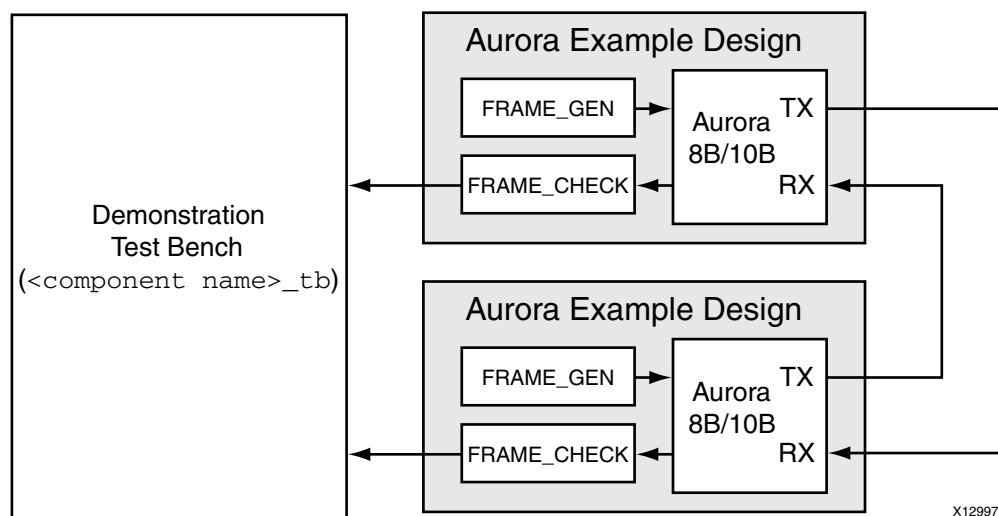 Demonstration
Test Bench
(<component name>_tb)
Aurora Example Design
FRAME_GEN
FRAME_CHECK
Aurora
8B/10B
TX
RX
Aurora Example Design
FRAME_GEN
FRAME_CHECK
Aurora
8B/10B
TX
RX
X12997